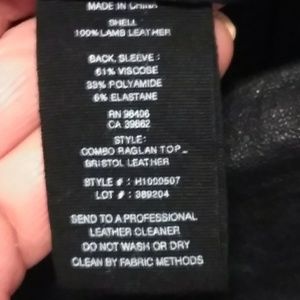 MADE IN CHINA
SHELL
100% LAMB LEATHER
BACK, SLEEVE :
61% VISCOSE
33% POLYAMIDE
6% ELASTANE
RN 96406
CA 39662
STYLE:
COMBO RAGLAN TOP_
BRISTOL LEATHER
STYLE # : H1000507
LOT # : 389204
SEND TO A PROFESSIONAL
LEATHER CLEANER
DO NOT WASH OR DRY
CLEAN BY FABRIC METHODS